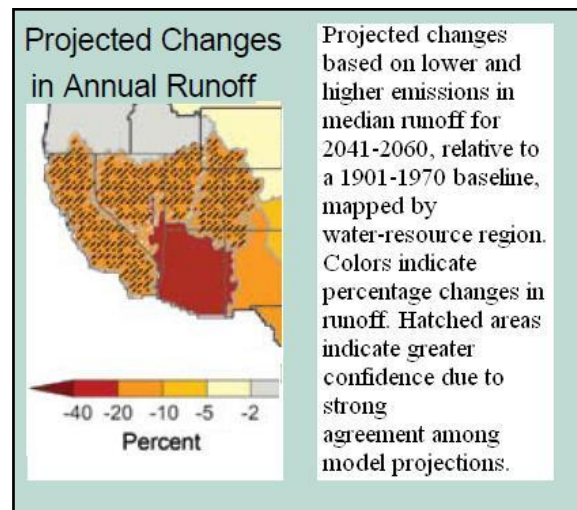 Projected Changes
in Annual Runoff
-40 -20 -10 -5 -2
Percent
Projected changes
based on lower and
higher emissions in
median runoff for
2041-2060, relative to
a 1901-1970 baseline,
mapped by
water-resource region.
Colors indicate
percentage changes in
runoff. Hatched areas
indicate greater
confidence due to
strong
agreement among
model projections.